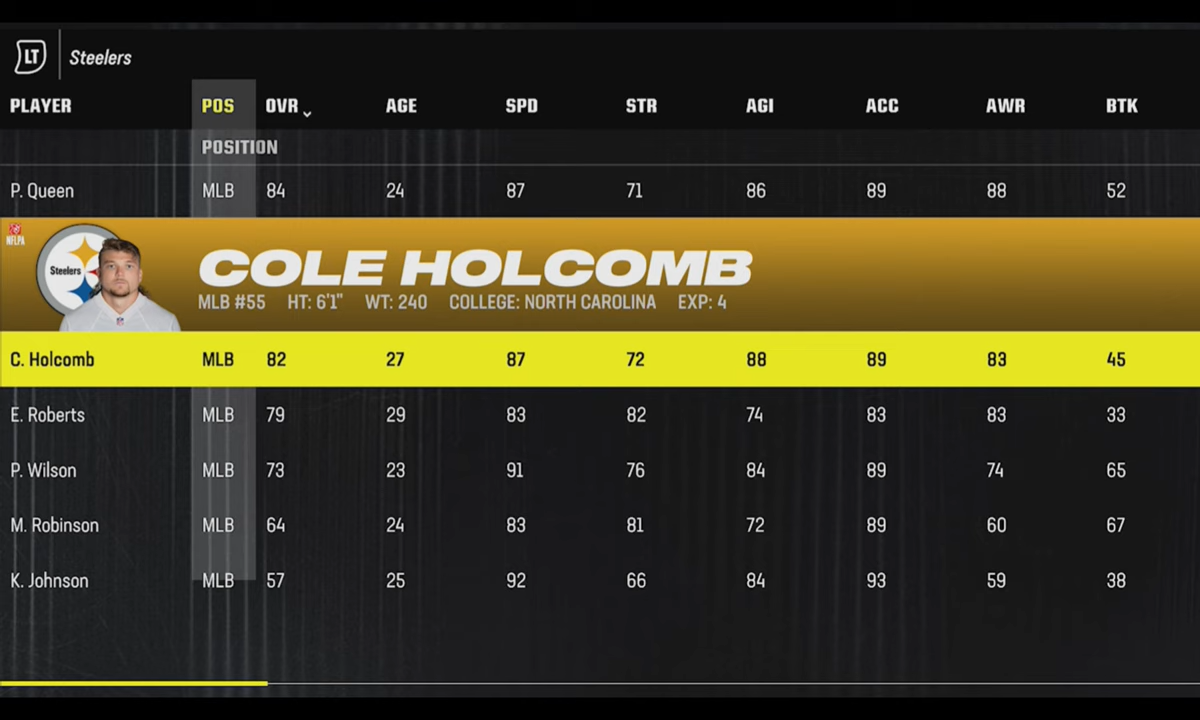 LT Steelers
PLAYER POS OVR AGE SPD STR AGI ACC AWR BTK
POSITION
P. Queen MLB 84 24 87 71 86 89 88 52
NFLPA
Steelers
COLE HOLCOMB
MLB #55 HT: 6'1" WT: 240 COLLEGE: NORTH CAROLINA EXP: 4
C. Holcomb MLB 82 27 87 72 88 89 83 45
E. Roberts MLB 79 29 83 82 74 83 83 33
P. Wilson MLB 73 23 91 76 84 89 74 65
M. Robinson MLB 64 24 83 81 72 89 60 67
K. Johnson MLB 57 25 92 66 84 93 59 38